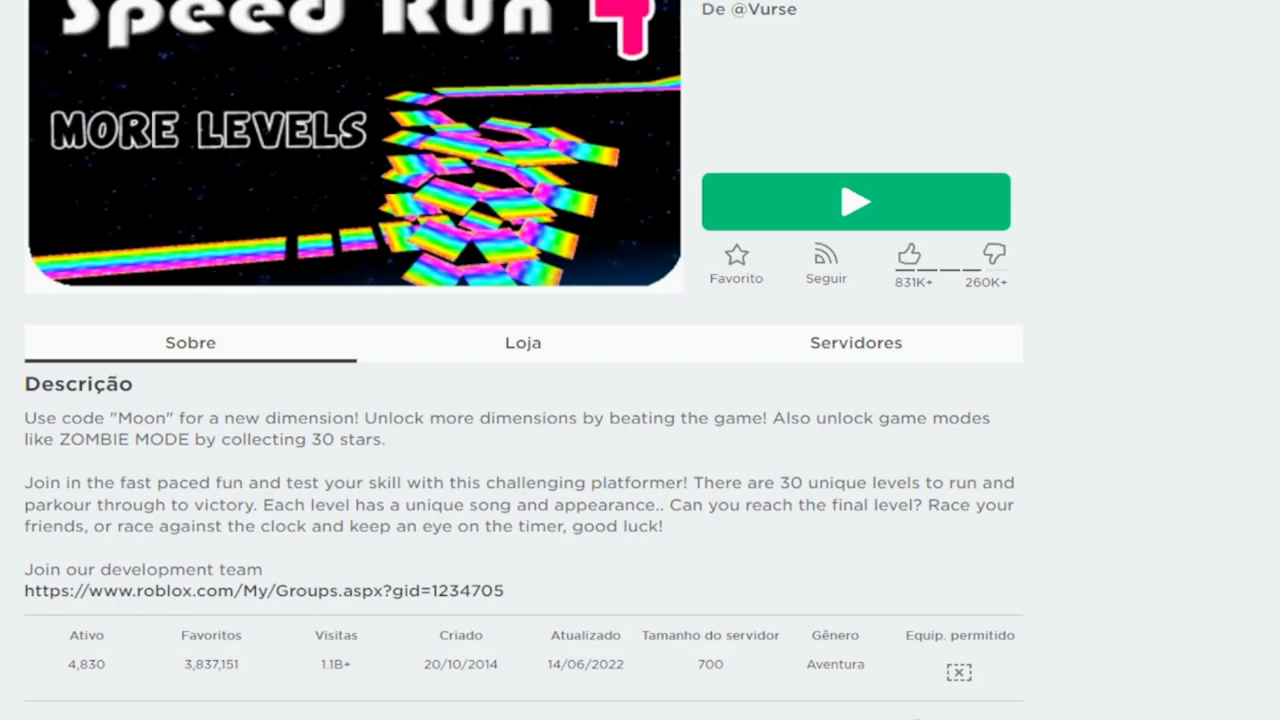 Speed Run 4
De @Vurse
MORE LEVELS
Favorito
Seguir
831K+
260K+
Sobre
Loja
Servidores
Descrição
Use code "Moon" for a new dimension! Unlock more dimensions by beating the game! Also unlock game modes
like ZOMBIE MODE by collecting 30 stars.
Join in the fast paced fun and test your skill with this challenging platformer! There are 30 unique levels to run and
parkour through to victory. Each level has a unique song and appearance.. Can you reach the final level? Race your
friends, or race against the clock and keep an eye on the timer, good luck!
Join our development team
https://www.roblox.com/My/Groups.aspx?gid=1234705
Ativo Favoritos Visitas Criado Atualizado Tamanho do servidor Gênero Equip. permitido
4,830 3,837,151 1.1B+ 20/10/2014 14/06/2022 700 Aventura